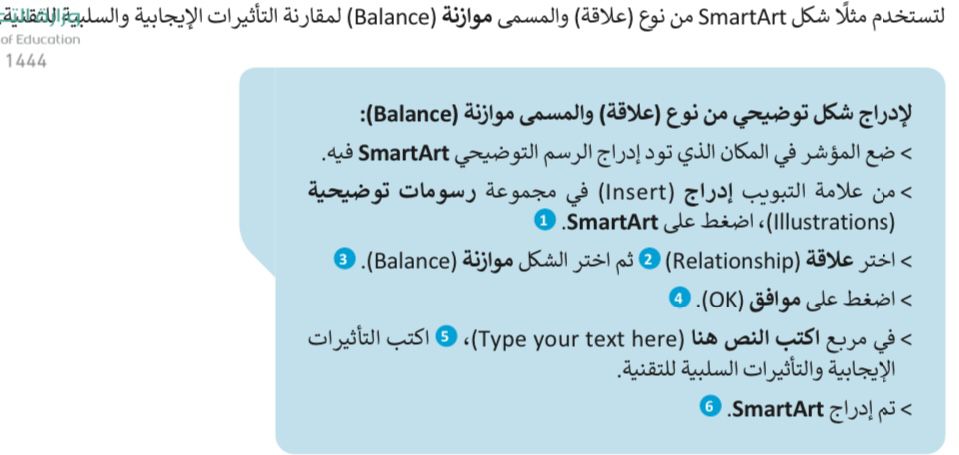 لتستخدم مثلًا شكل SmartArt من نوع (علاقة) والمسمى موازنة (Balance) لمقارنة التأثيرات الإيجابية والسلبية للتقنية.
of Education
1444
لإدراج شكل توضيحي من نوع (علاقة) والمسمى موازنة (Balance):
> ضع المؤشر في المكان الذي تود إدراج الرسم التوضيحي SmartArt فيه.
> من علامة التبويب إدراج (Insert) في مجموعة رسومات توضيحية
(Illustrations)، اضغط على SmartArt. 1
> اختر علاقة (Relationship) 2 ثم اختر الشكل موازنة (Balance). 3
> اضغط على موافق (OK). 4
> في مربع اكتب النص هنا (Type your text here)، 5 اكتب التأثيرات
الإيجابية والتأثيرات السلبية للتقنية.
> تم إدراج SmartArt. 6